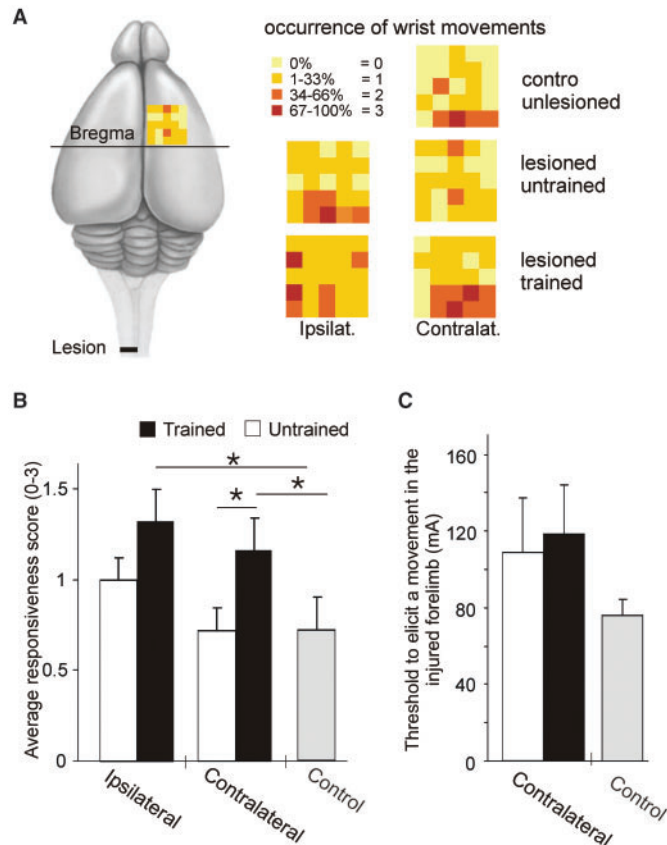 A
occurrence of wrist movements
0% = 0
1-33% = 1
34-66% = 2
67-100% = 3
contro
unlesioned
Bregma
lesioned
untrained
lesioned
trained
Ipsilat.
Contralat.
Lesion
B
Trained
Untrained
Average responsiveness score (0-3)
1.5
1
0.5
0
*
*
*
Ipsilateral
Contralateral
Control
C
Threshold to elicit a movement in the
injured forelimb (mA)
160
120
80
40
0
Contralateral
Control